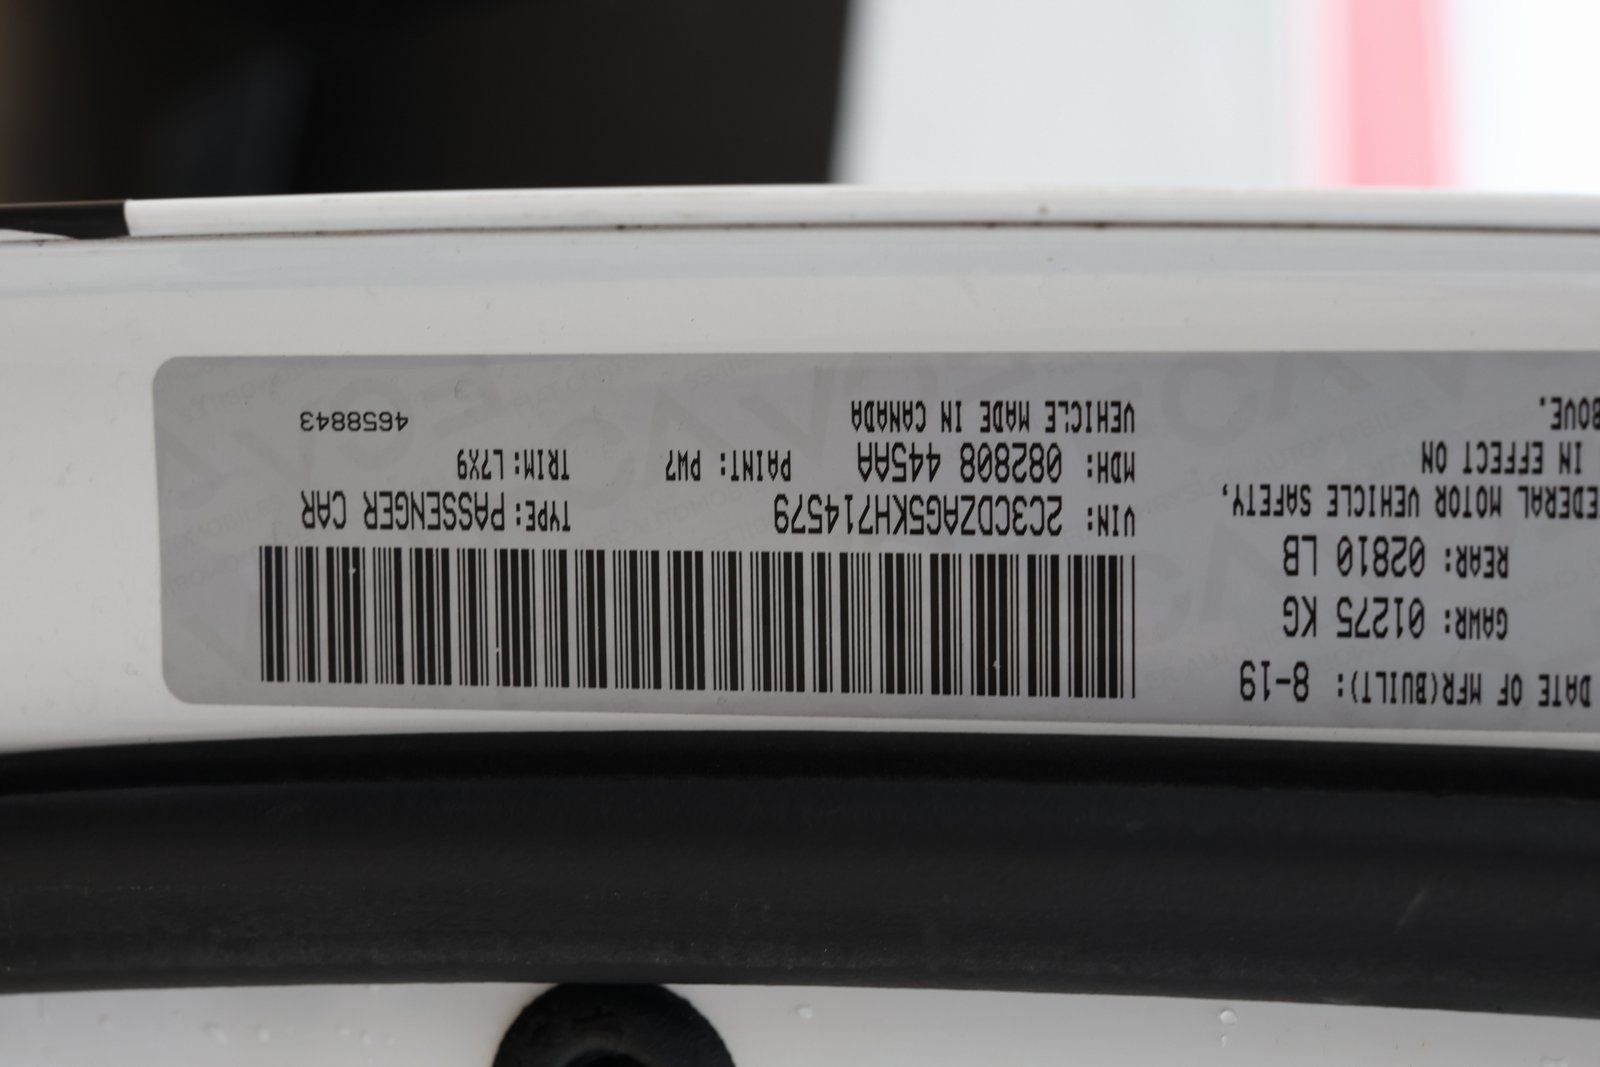 DATE OF MFR(BUILT): 8-19
GAWR: 01275 KG
REAR: 02810 LB
EDERAL MOTOR VEHICLE SAFETY,
IN EFFECT ON
BOVE.
VIN: 2C3CDZAG5KH714579 TYPE: PASSENGER CAR
MDH: 082808 445AA PAINT: PW7 TRIM: L7X9
VEHICLE MADE IN CANADA 4658843